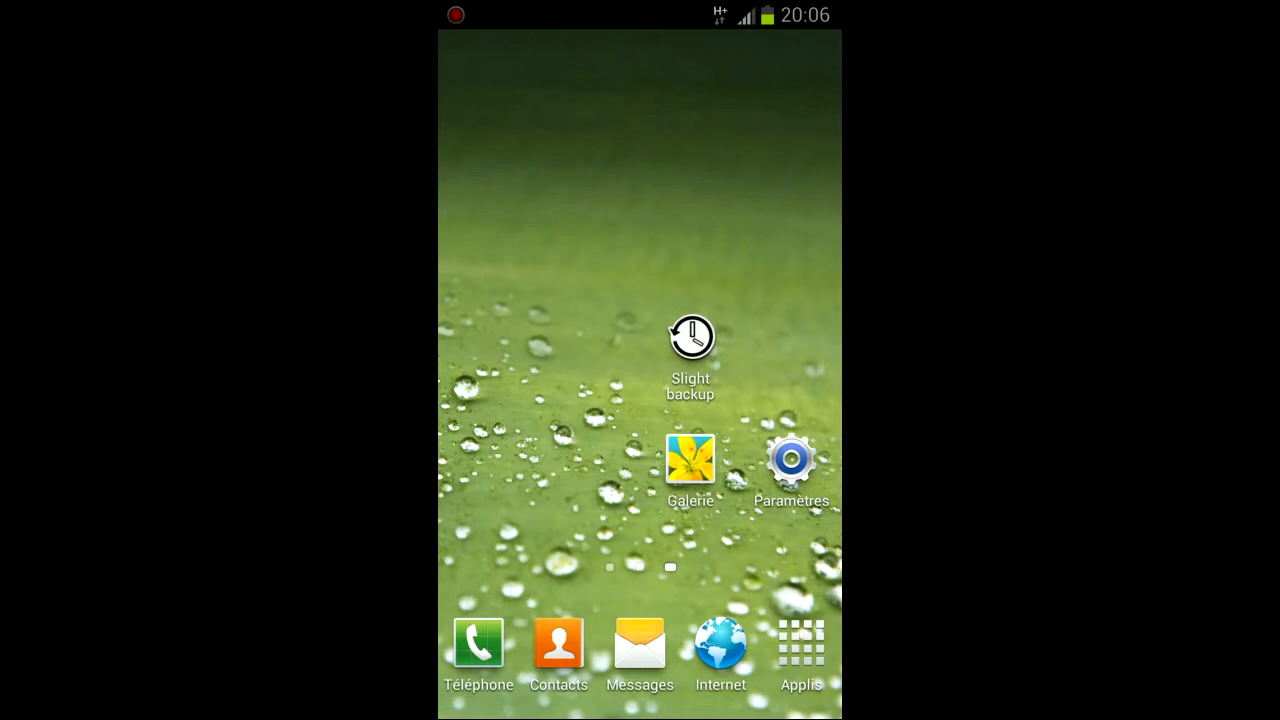 H+ 20:06
Slight
backup
Galerie Paramètres
Téléphone Contacts Messages Internet Applis